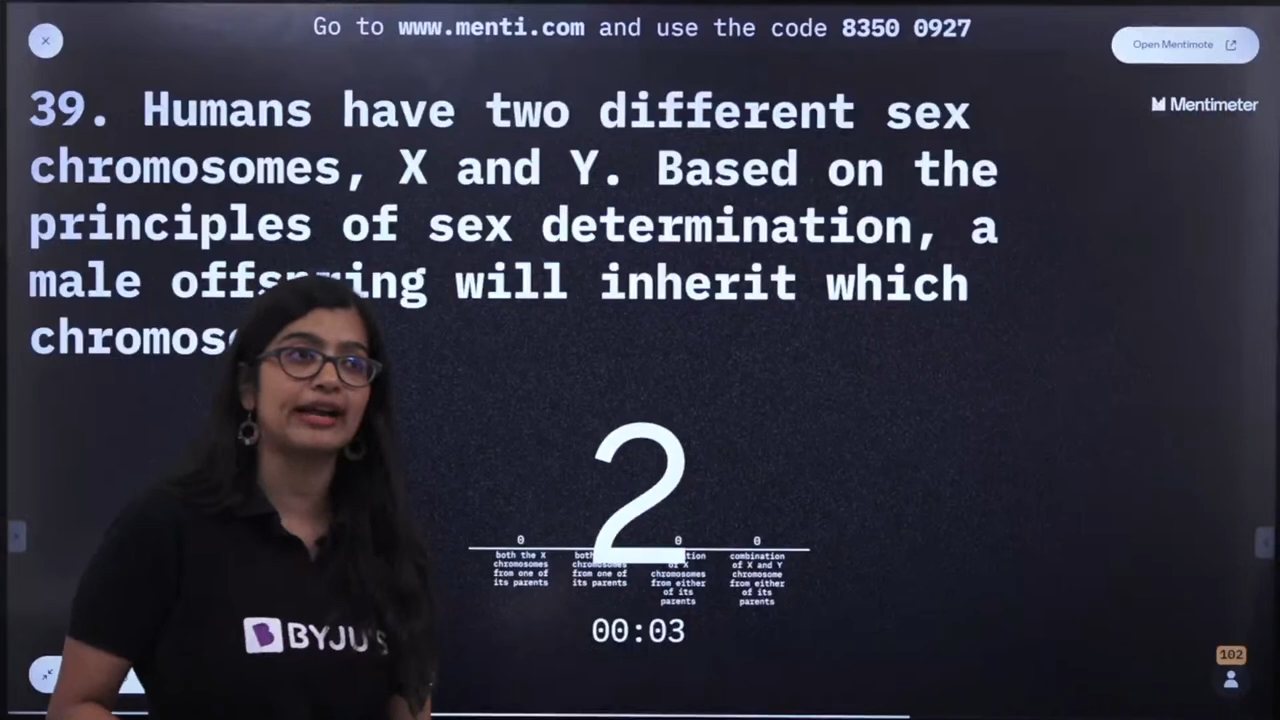 Go to www.menti.com and use the code 8350 0927
Open Mentimote
Mentimeter
39. Humans have two different sex
chromosomes, X and Y. Based on the
principles of sex determination, a
male offspring will inherit which
2
0
0
0
both the X
chromosomes
from one of
its parents
chromosomes
from one of
its parents
of X
chromosomes
from either
of its
parents
combination
of X and Y
chromosome
from either
of its
parents
00:03
BYJU'S
102